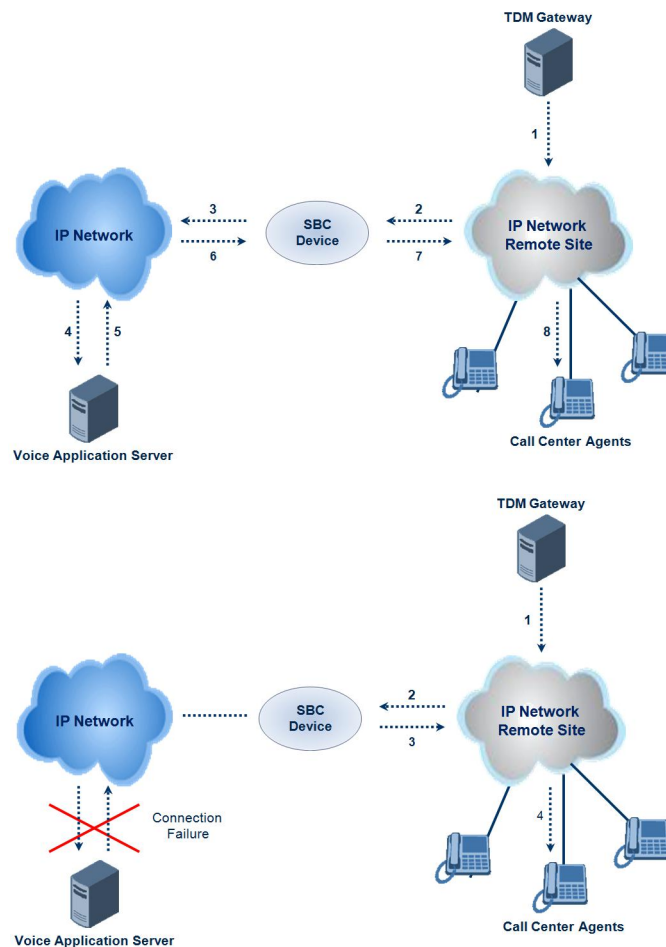 TDM Gateway
1
IP Network
3
6
SBC
Device
2
7
IP Network
Remote Site
4
5
8
Voice Application Server
Call Center Agents
TDM Gateway
1
IP Network
SBC
Device
2
3
IP Network
Remote Site
Connection
Failure
4
Voice Application Server
Call Center Agents